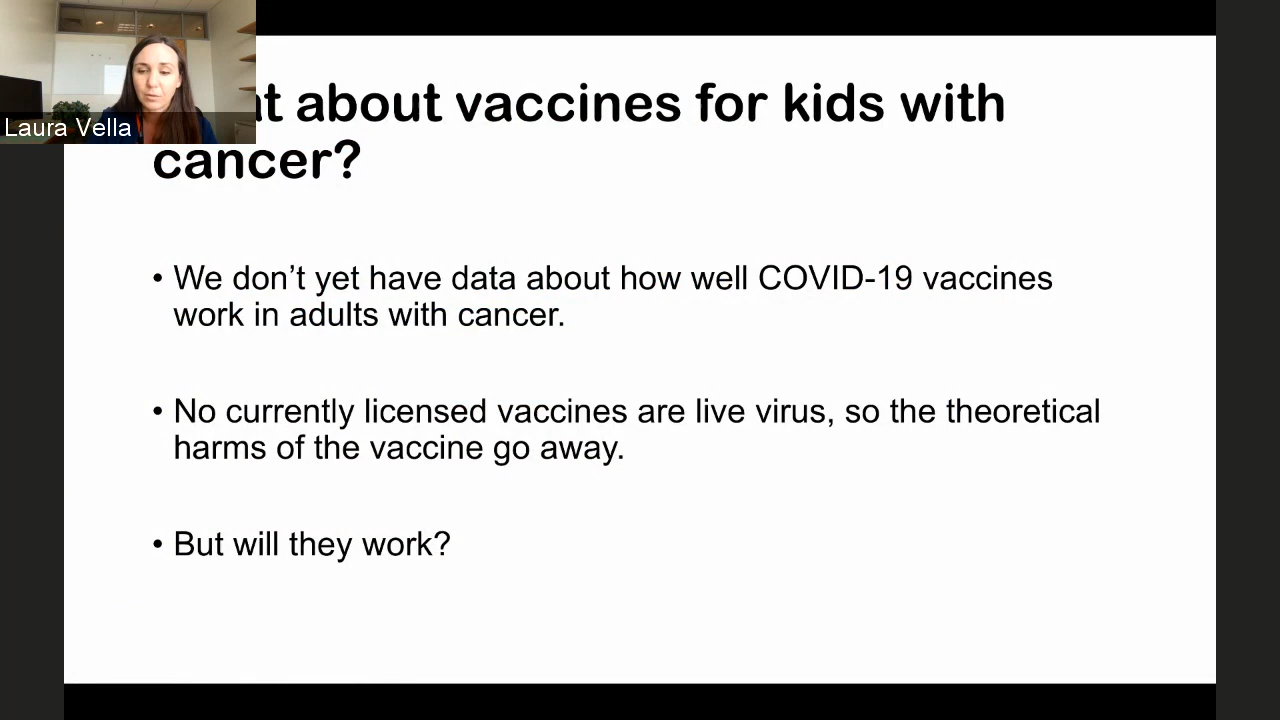 Laura Vella
about vaccines for kids with
cancer?
• We don’t yet have data about how well COVID-19 vaccines
work in adults with cancer.
• No currently licensed vaccines are live virus, so the theoretical
harms of the vaccine go away.
• But will they work?